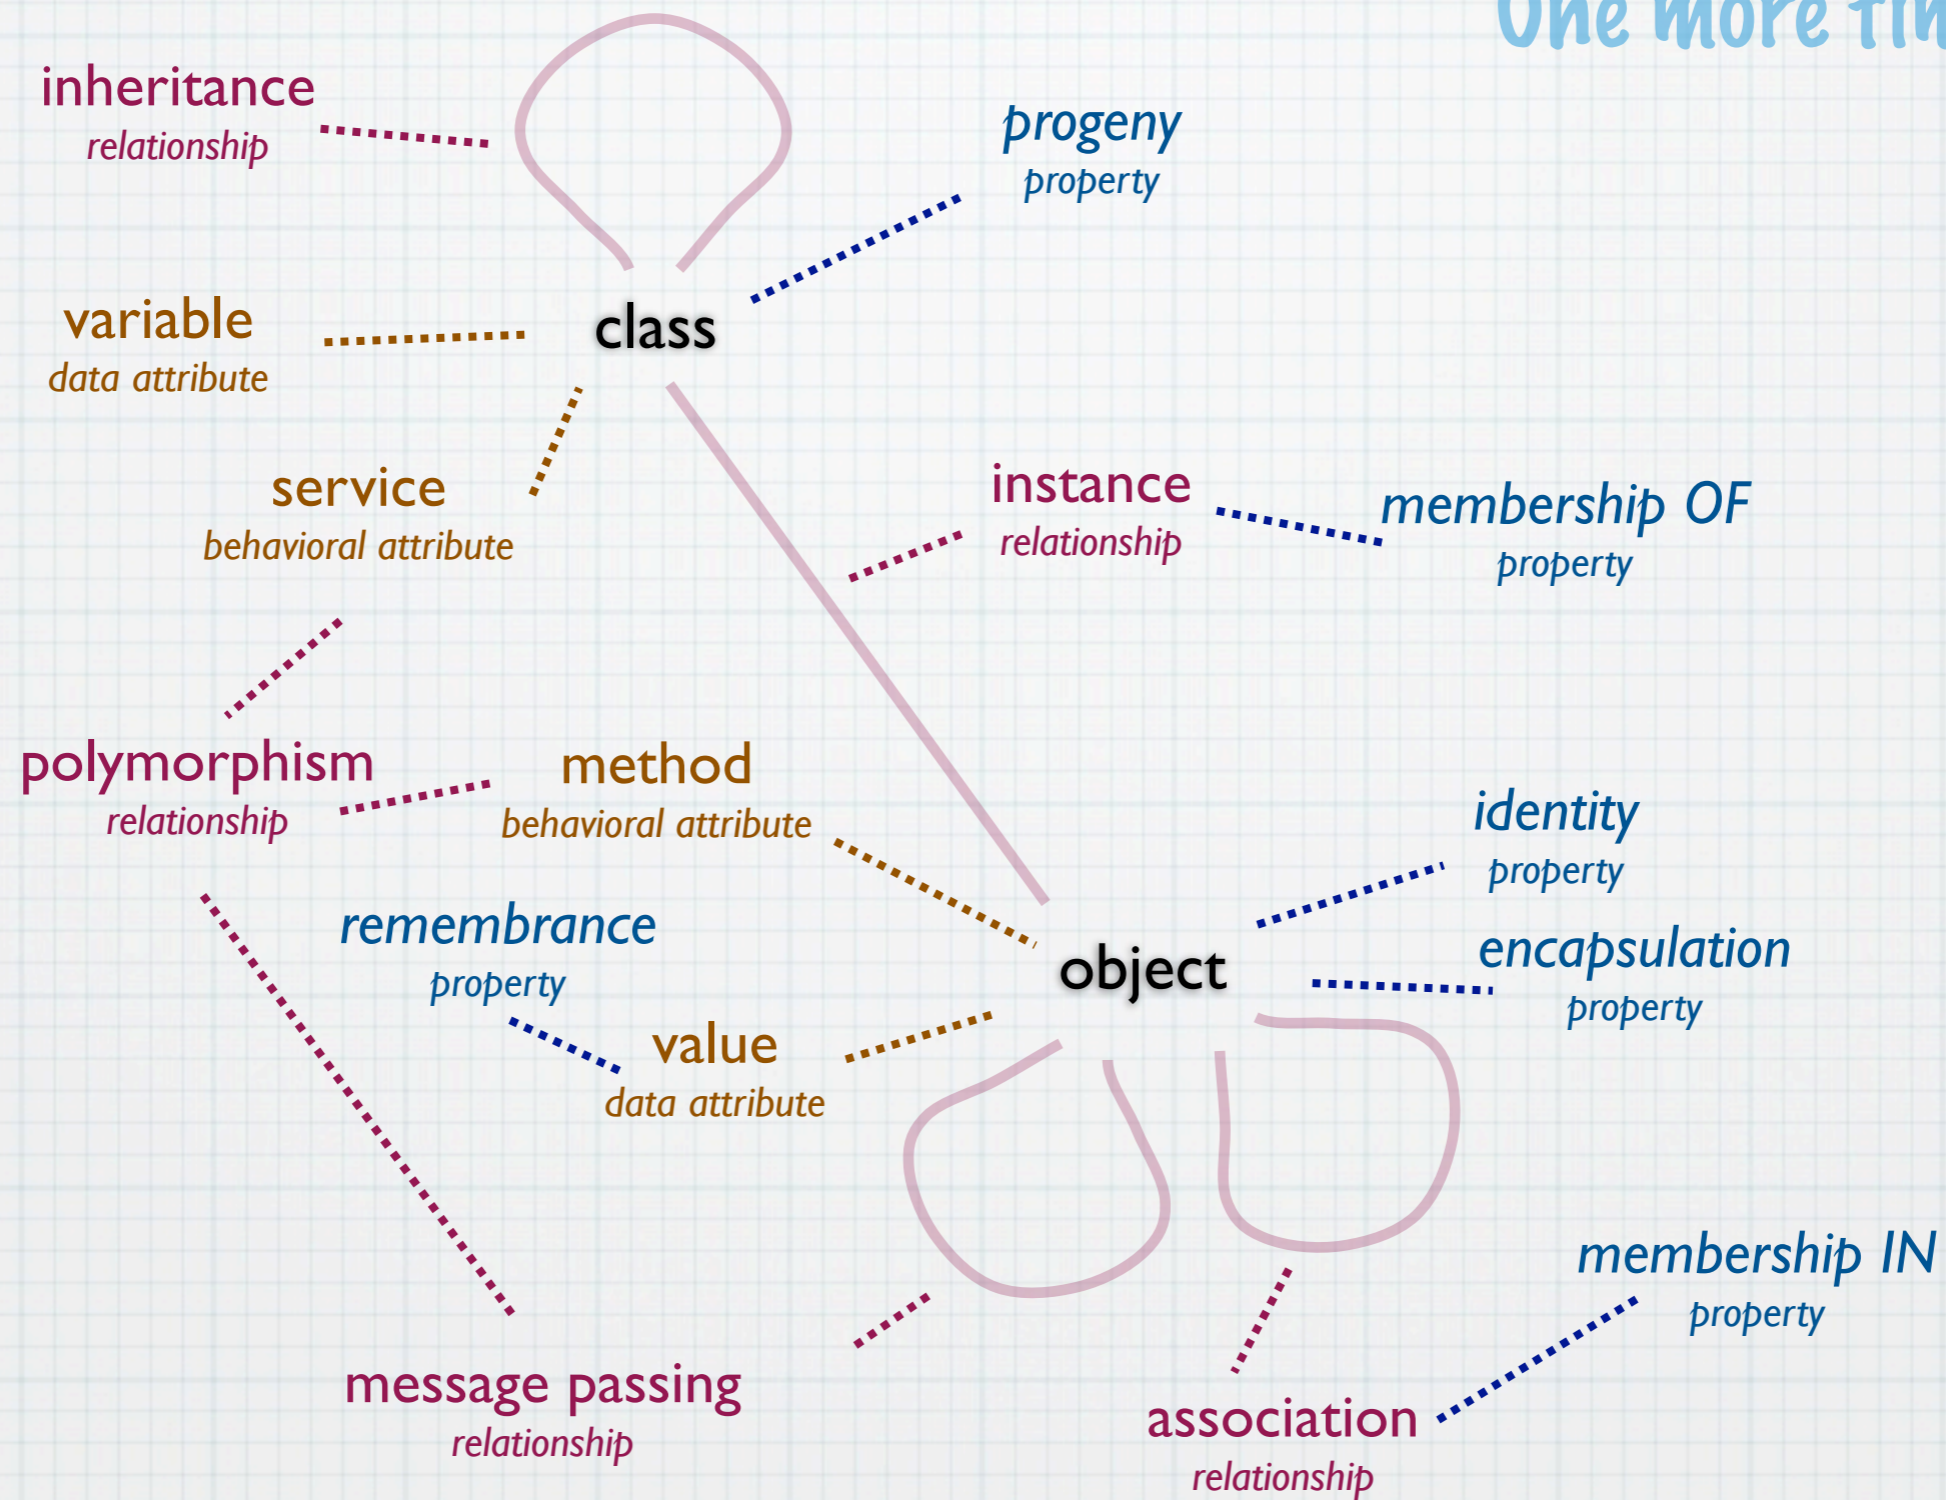 One more
inheritance
relationship
progeny
property
variable
data attribute
class
service
behavioral attribute
instance
relationship
membership OF
property
polymorphism
relationship
method
behavioral attribute
identity
property
remembrance
property
encapsulation
property
object
value
data attribute
membership IN
property
message passing
relationship
association
relationship